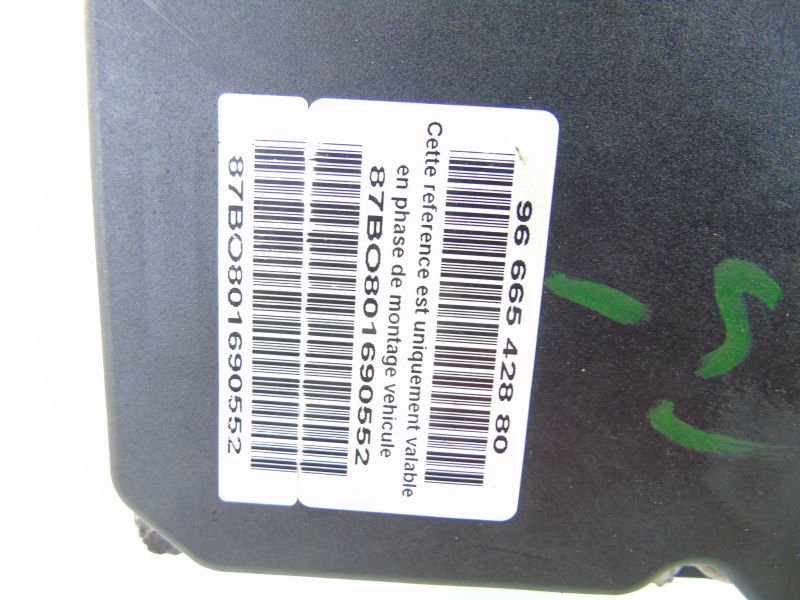 96 665 428 80
Cette reference est uniquement valable
en phase de montage vehicule
87BO801690552
87BO801690552